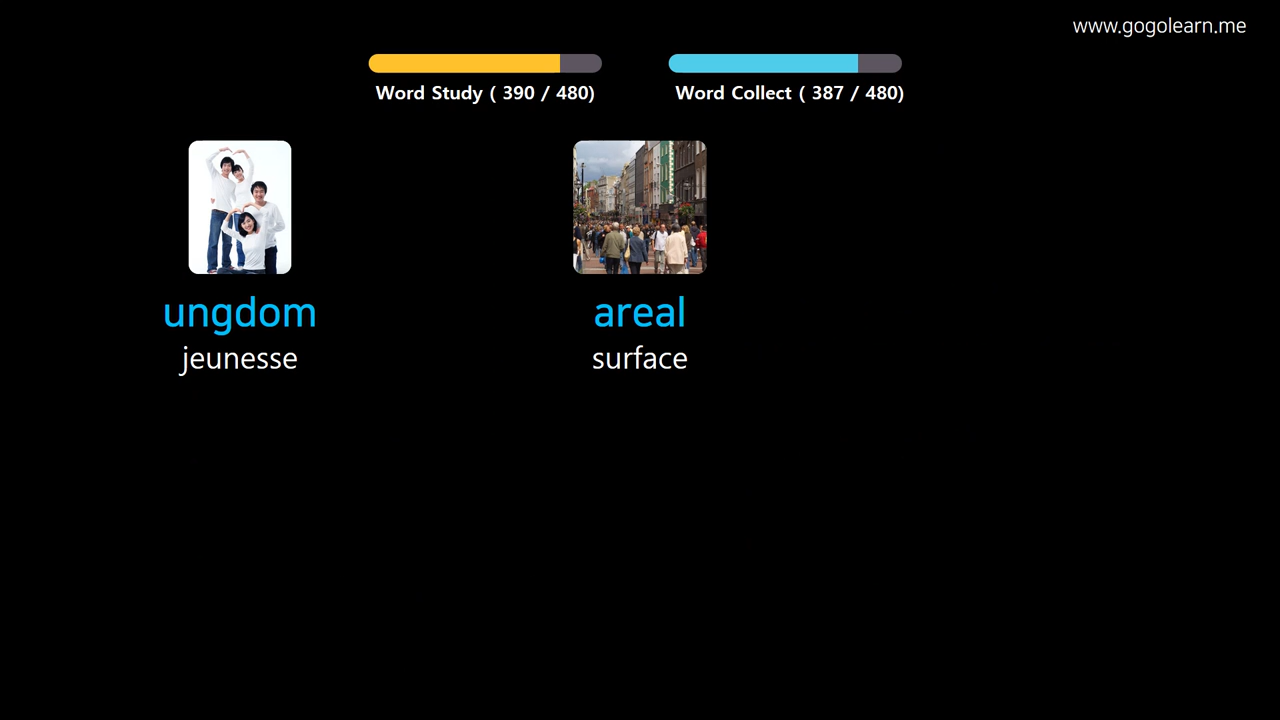 www.gogolearn.me
Word Study ( 390 / 480)
Word Collect ( 387 / 480)
ungdom
jeunesse
areal
surface